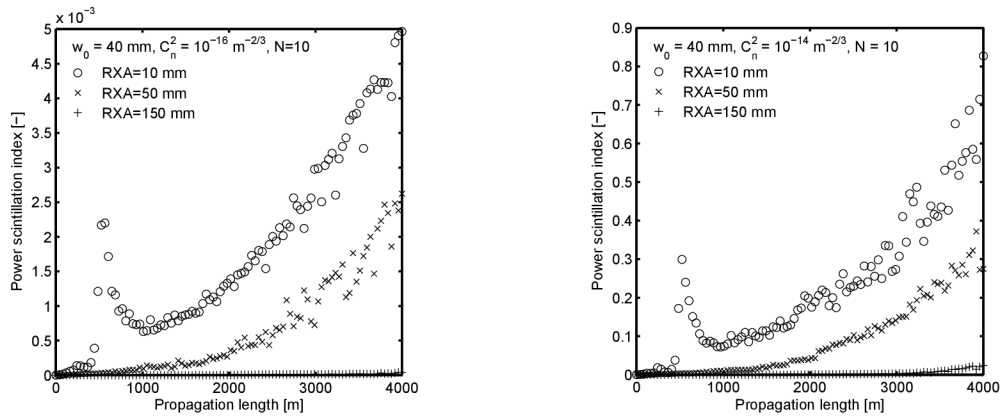 x 10⁻³
w₀ = 40 mm, Cₙ² = 10⁻¹⁶ m⁻²/³, N=10
RXA=10 mm
RXA=50 mm
RXA=150 mm
5
4.5
4
3.5
3
2.5
2
1.5
1
0.5
0
Power scintillation index [−]
0 1000 2000 3000 4000
Propagation length [m]
w₀ = 40 mm, Cₙ² = 10⁻¹⁴ m⁻²/³, N = 10
RXA=10 mm
RXA=50 mm
RXA=150 mm
0.9
0.8
0.7
0.6
0.5
0.4
0.3
0.2
0.1
0
Power scintillation index [−]
0 1000 2000 3000 4000
Propagation length [m]